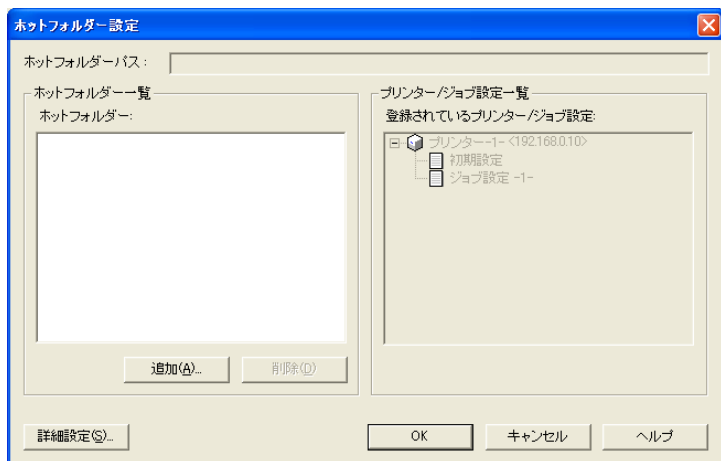 ホットフォルダー設定
ホットフォルダーパス:
ホットフォルダー一覧
ホットフォルダー:
追加(A)...
削除(D)
プリンター/ジョブ設定一覧
登録されているプリンター/ジョブ設定:
プリンター-1- <192.168.0.10>
初期設定
ジョブ設定 -1-
詳細設定(S)...
OK
キャンセル
ヘルプ